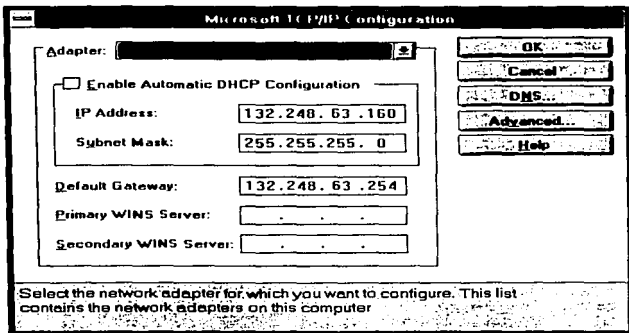 Microsoft TCP/IP Configuration
Adapter:
Enable Automatic DHCP Configuration
IP Address: 132.248. 63 .160
Subnet Mask: 255.255.255. 0
Default Gateway: 132.248. 63 .254
Primary WINS Server: . . .
Secondary WINS Server: . . .
OK
Cancel
DNS...
Advanced...
Help
Select the network adapter for which you want to configure. This list
contains the network adapters on this computer